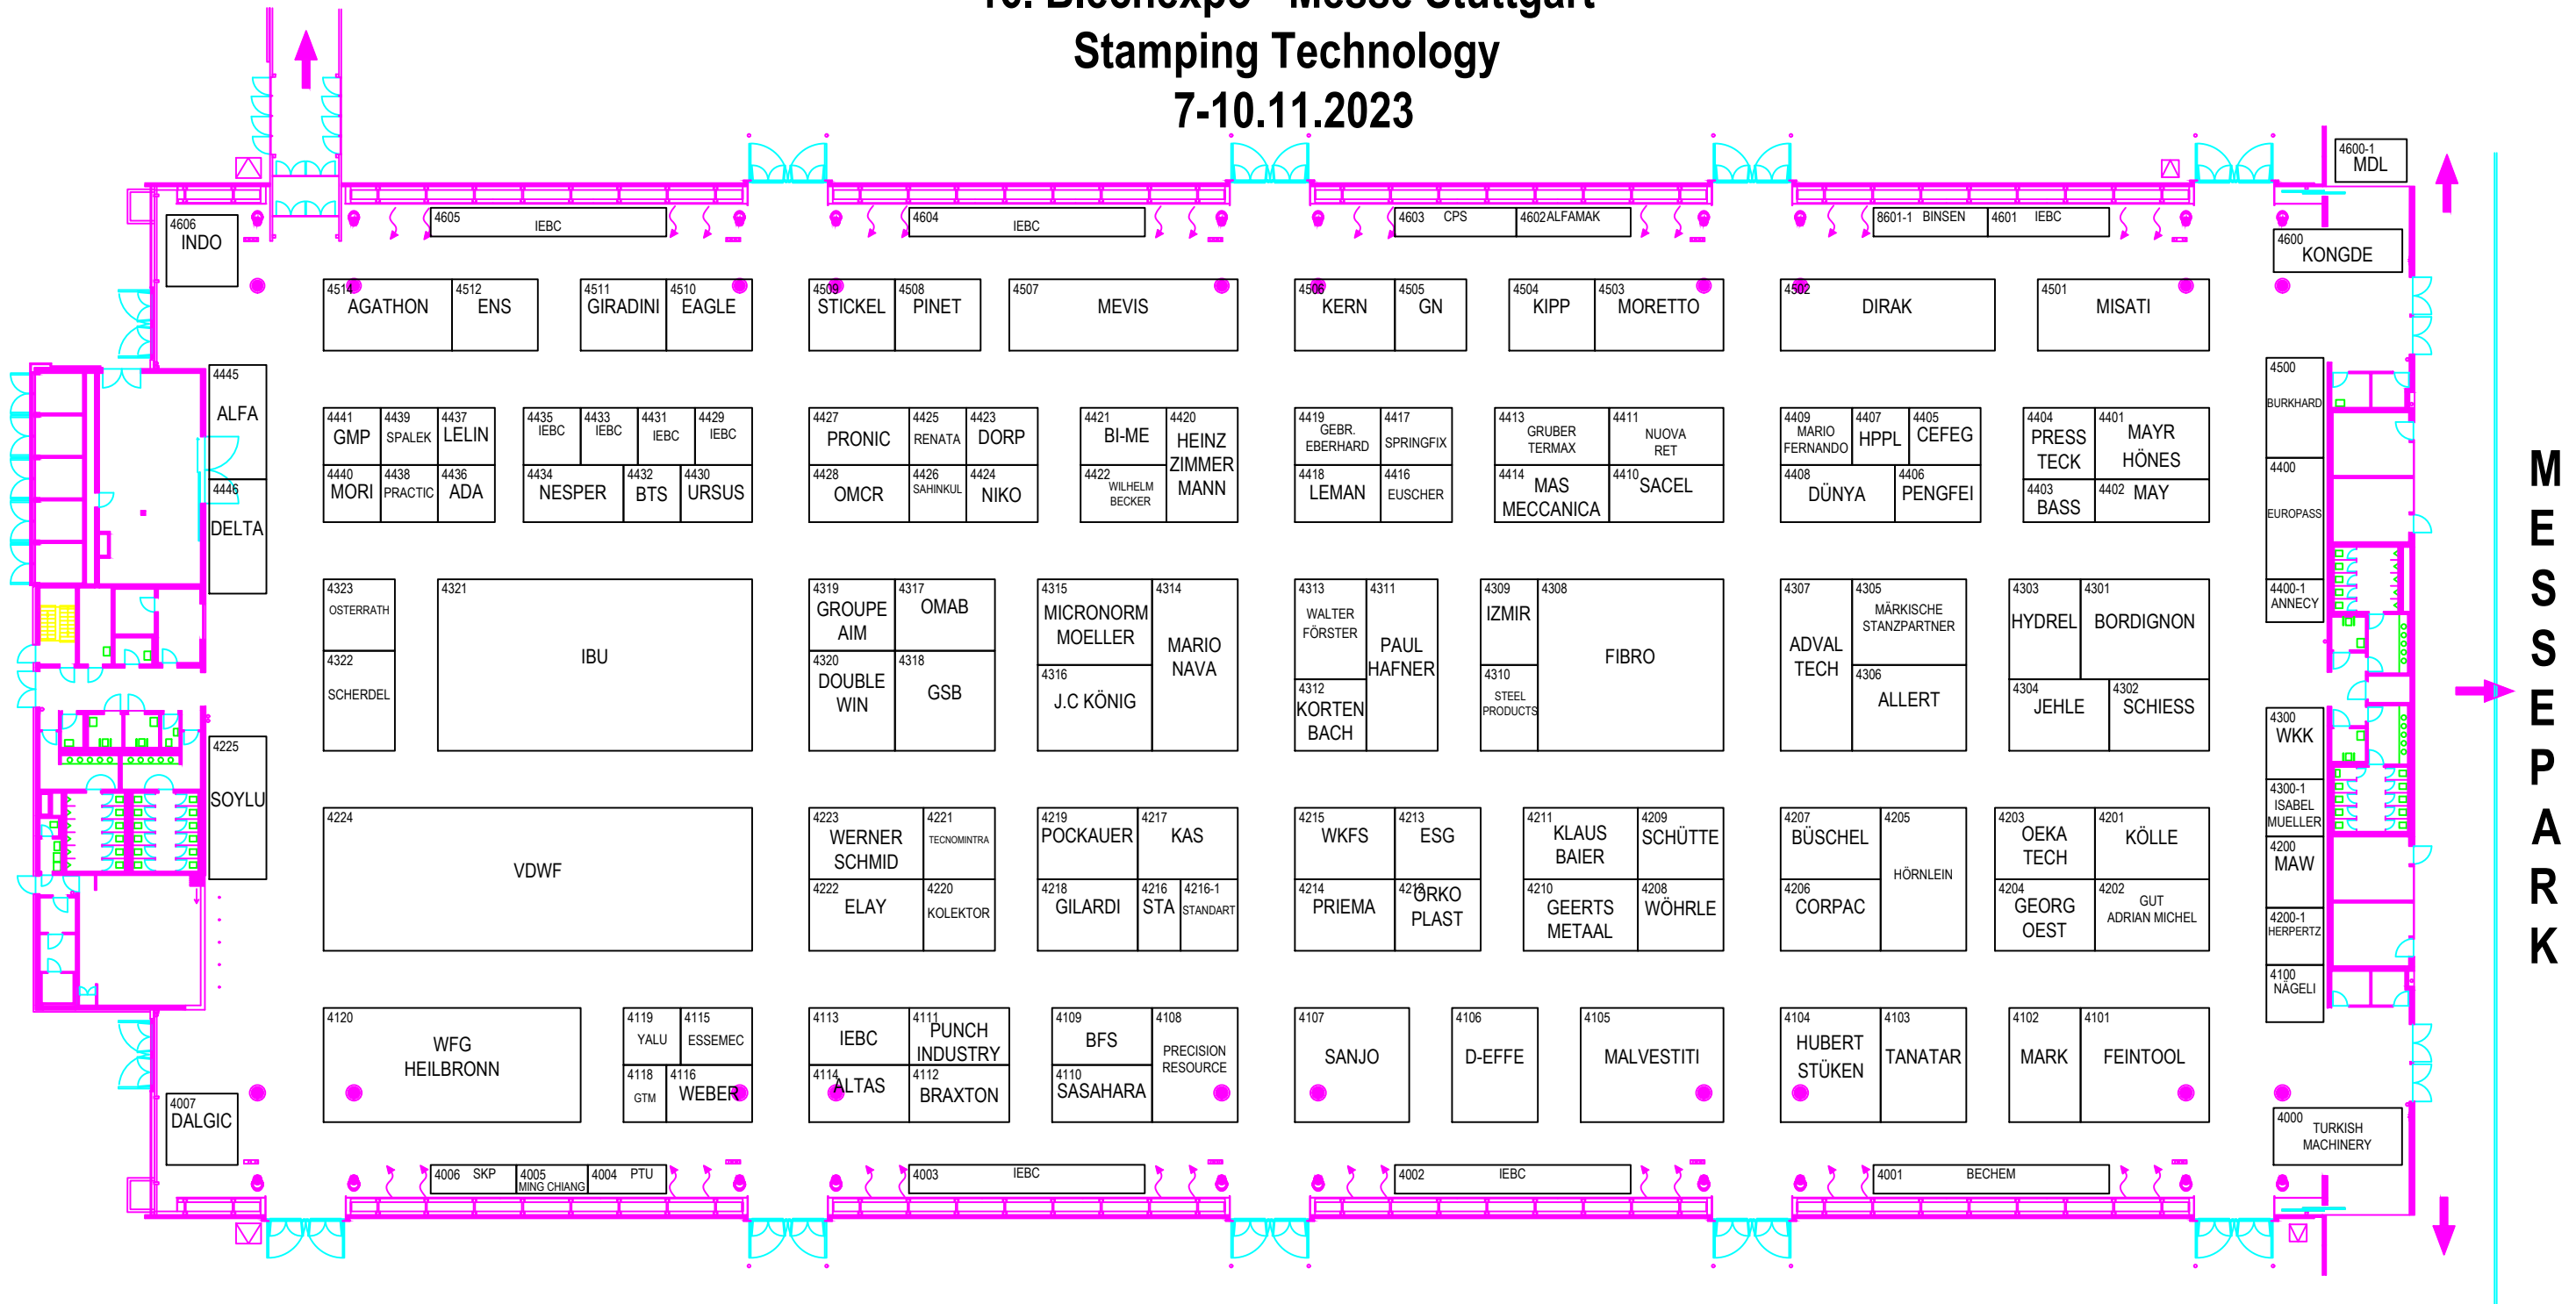 Stamping Technology
7-10.11.2023
4600-1
MDL
4606
INDO
4605
IEBC
4604
IEBC
4603 CPS
4602 ALFAMAK
8601-1 BINSEN
4601 IEBC
4600
KONGDE
4514
AGATHON
4512
ENS
4511
GIRADINI
4510
EAGLE
4509
STICKEL
4508
PINET
4507
MEVIS
4506
KERN
4505
GN
4504
KIPP
4503
MORETTO
4502
DIRAK
4501
MISATI
4445
ALFA
4446
DELTA
4441
GMP
4439
SPALEK
4437
LELIN
4440
MORI
4438
PRACTIC
4436
ADA
4435
IEBC
4433
IEBC
4431
IEBC
4429
IEBC
4434
NESPER
4432
BTS
4430
URSUS
4427
PRONIC
4425
RENATA
4423
DORP
4428
OMCR
4426
SAHINKUL
4424
NIKO
4421
BI-ME
4422
WILHELM
BECKER
4420
HEINZ
ZIMMER
MANN
4419
GEBR.
EBERHARD
4417
SPRINGFIX
4418
LEMAN
4416
EUSCHER
4413
GRUBER
TERMAX
4411
NUOVA
RET
4414
MAS
MECCANICA
4410
SACEL
4409
MARIO
FERNANDO
4407
HPPL
4405
CEFEG
4408
DÜNYA
4406
PENGFEI
4404
PRESS
TECK
4401
MAYR
HÖNES
4403
BASS
4402 MAY
4500
BURKHARD
4400
EUROPASS
4400-1
ANNECY
4323
OSTERRATH
4322
SCHERDEL
4321
IBU
4319
GROUPE
AIM
4317
OMAB
4320
DOUBLE
WIN
4318
GSB
4315
MICRONORM
MOELLER
4316
J.C KÖNIG
4314
MARIO
NAVA
4313
WALTER
FÖRSTER
4312
KORTEN
BACH
4311
PAUL
HAFNER
4309
IZMIR
4310
STEEL
PRODUCTS
4308
FIBRO
4307
ADVAL
TECH
4305
MÄRKISCHE
STANZPARTNER
4306
ALLERT
4303
HYDREL
4301
BORDIGNON
4304
JEHLE
4302
SCHIESS
4300
WKK
4300-1
ISABEL
MUELLER
4200
MAW
4200-1
HERPERTZ
4100
NÄGELI
4225
SOYLU
4224
VDWF
4223
WERNER
SCHMID
4221
TECNOMINTRA
4222
ELAY
4220
KOLEKTOR
4219
POCKAUER
4217
KAS
4218
GILARDI
4216
STA
4216-1
STANDART
4215
WKFS
4213
ESG
4214
PRIEMA
4212
ORKO
PLAST
4211
KLAUS
BAIER
4209
SCHÜTTE
4210
GEERTS
METAAL
4208
WÖHRLE
4207
BÜSCHEL
4205
HÖRNLEIN
4206
CORPAC
4203
OEKA
TECH
4201
KÖLLE
4204
GEORG
OEST
4202
GUT
ADRIAN MICHEL
4120
WFG
HEILBRONN
4119
YALU
4115
ESSEMEC
4118
GTM
4116
WEBER
4113
IEBC
4111
PUNCH
INDUSTRY
4114
ALTAS
4112
BRAXTON
4109
BFS
4110
SASAHARA
4108
PRECISION
RESOURCE
4107
SANJO
4106
D-EFFE
4105
MALVESTITI
4104
HUBERT
STÜKEN
4103
TANATAR
4102
MARK
4101
FEINTOOL
4007
DALGIC
4006 SKP
4005
MING CHIANG
4004 PTU
4003
IEBC
4002
IEBC
4001
BECHEM
4000
TURKISH
MACHINERY
MESSEPARK